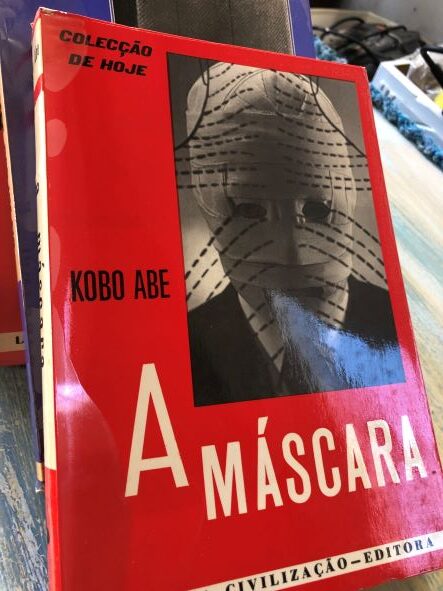 COLECÇÃO
DE HOJE
KOBO ABE
A MÁSCARA
CIVILIZAÇÃO—EDITORA